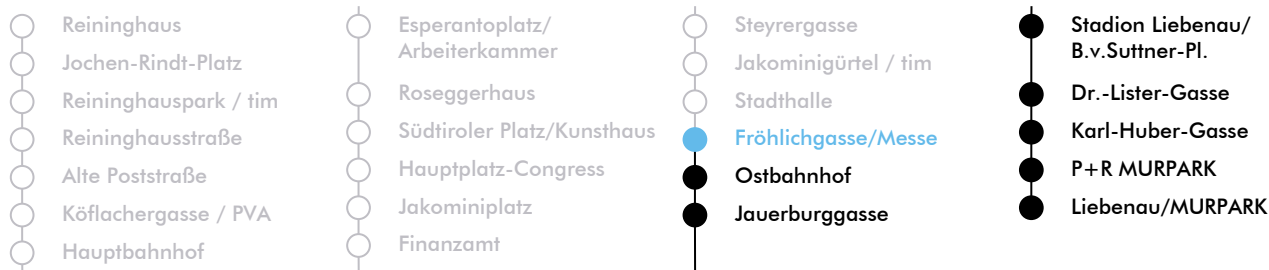 Reininghaus
Jochen-Rindt-Platz
Reininghauspark / tim
Reininghausstraße
Alte Poststraße
Köflachergasse / PVA
Hauptbahnhof
Esperantoplatz/
Arbeiterkammer
Roseggerhaus
Südtiroler Platz/Kunsthaus
Hauptplatz-Congress
Jakominiplatz
Finanzamt
Steyrergasse
Jakominigürtel / tim
Stadthalle
Fröhlichgasse/Messe
Ostbahnhof
Jauerburggasse
Stadion Liebenau/
B.v.Suttner-Pl.
Dr.-Lister-Gasse
Karl-Huber-Gasse
P+R MURPARK
Liebenau/MURPARK